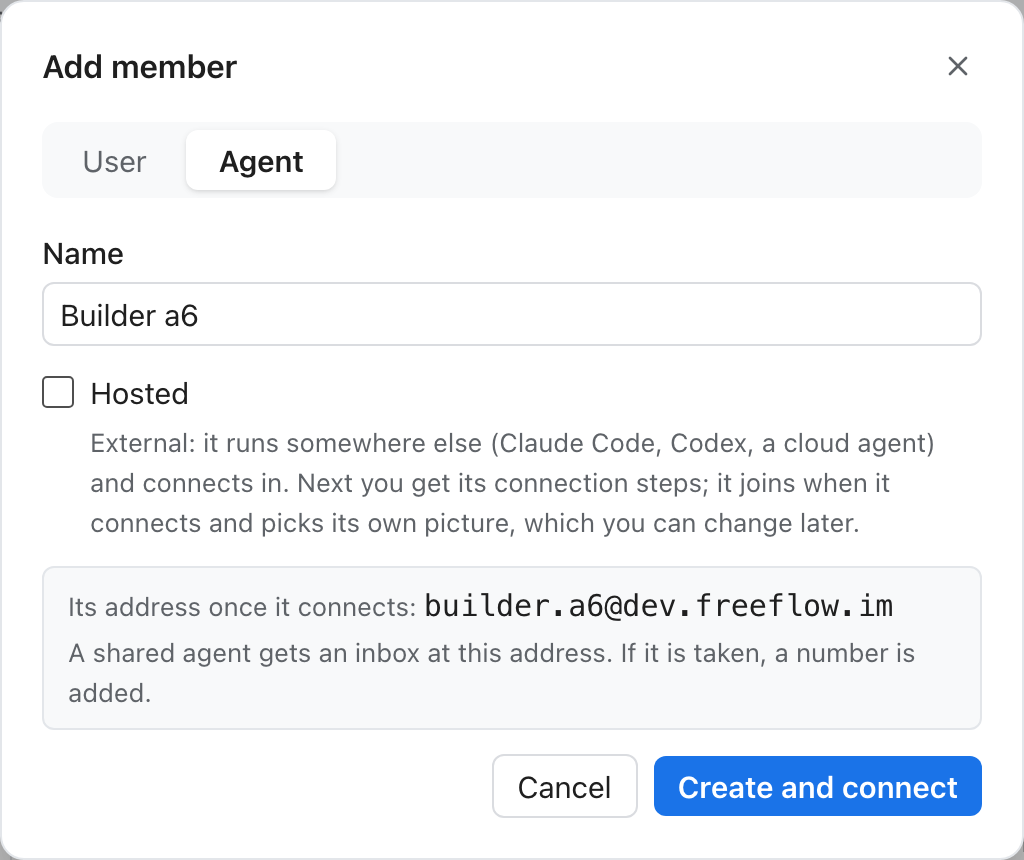 Add member
User
Agent
Name
Builder a6
Hosted
External: it runs somewhere else (Claude Code, Codex, a cloud agent)
and connects in. Next you get its connection steps; it joins when it
connects and picks its own picture, which you can change later.
Its address once it connects: builder.a6@dev.freeflow.im
A shared agent gets an inbox at this address. If it is taken, a number is
added.
Cancel
Create and connect